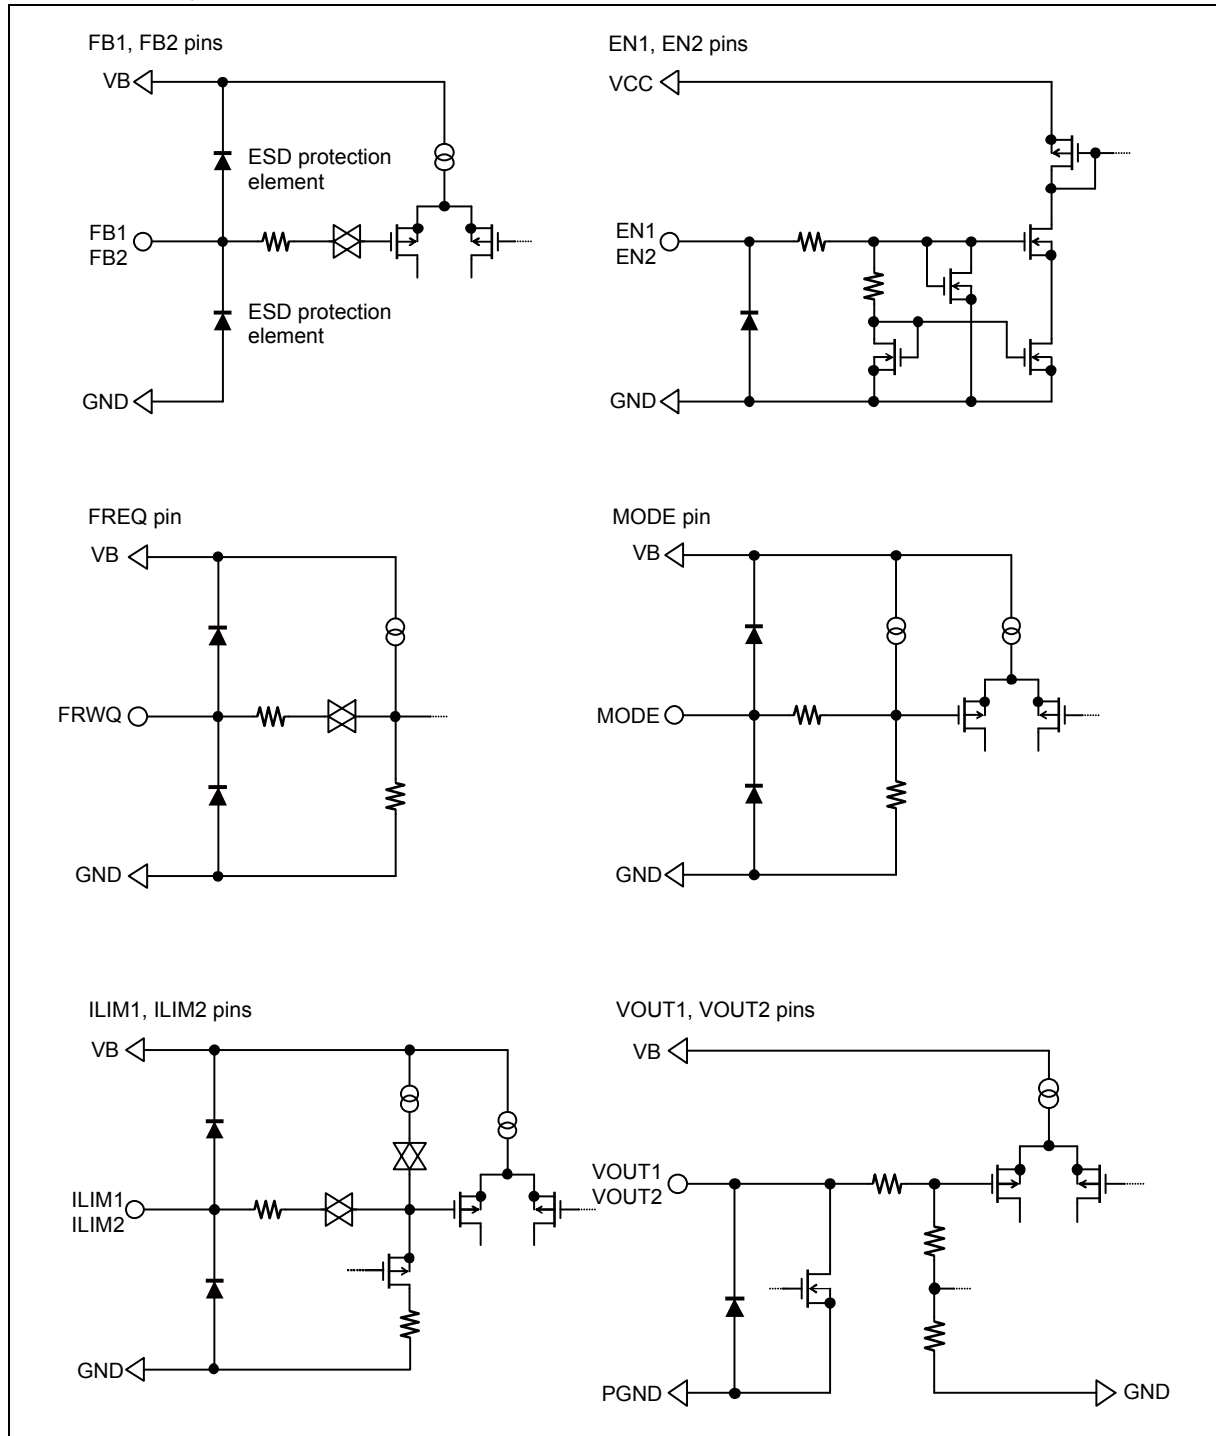 FB1, FB2 pins
VB
ESD protection
element
FB1
FB2
ESD protection
element
GND
EN1, EN2 pins
VCC
EN1
EN2
GND
FREQ pin
VB
FRWQ
GND
MODE pin
VB
MODE
GND
ILIM1, ILIM2 pins
VB
ILIM1
ILIM2
GND
VOUT1, VOUT2 pins
VB
VOUT1
VOUT2
PGND
GND